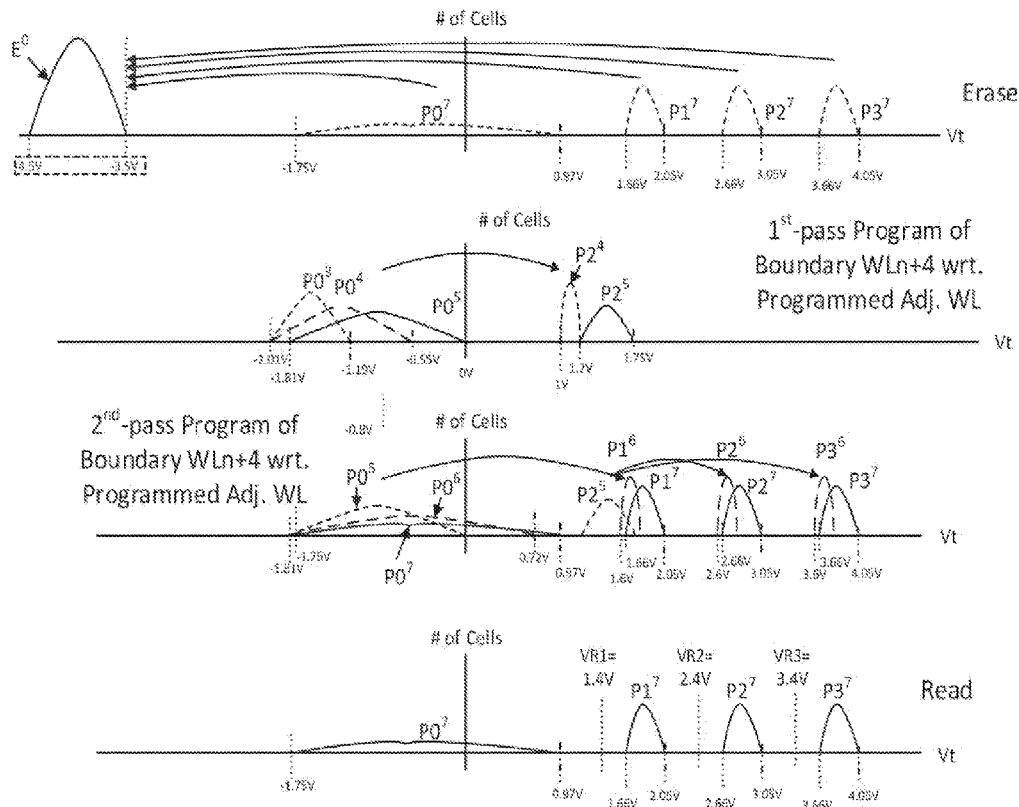 # of Cells
E⁰
P0⁷
P1⁷
P2⁷
P3⁷
Erase
Vt
-3.5V
-1.75V
0.97V
1.66V
2.05V
2.66V
3.05V
3.66V
4.05V
# of Cells
1st-pass Program of
Boundary WLn+4 wrt.
Programmed Adj. WL
P0³
P0⁴
P0⁵
P2⁴
P2⁵
Vt
-2.01V
-1.81V
-1.19V
-0.55V
0V
1V
1.2V
1.75V
2nd-pass Program of
Boundary WLn+4 wrt.
Programmed Adj. WL
-0.8V
# of Cells
P0⁵
P0⁶
P0⁷
P2⁵
P1⁶
P1⁷
P2⁶
P2⁷
P3⁶
P3⁷
Vt
-1.81V
-1.75V
0.72V
0.97V
1.6V
1.66V
2.05V
2.6V
2.66V
3.05V
3.6V
3.66V
4.05V
# of Cells
VR1=
1.4V
VR2=
2.4V
VR3=
3.4V
P0⁷
P1⁷
P2⁷
P3⁷
Read
Vt
-1.75V
0.97V
1.66V
2.05V
2.66V
3.05V
3.66V
4.05V